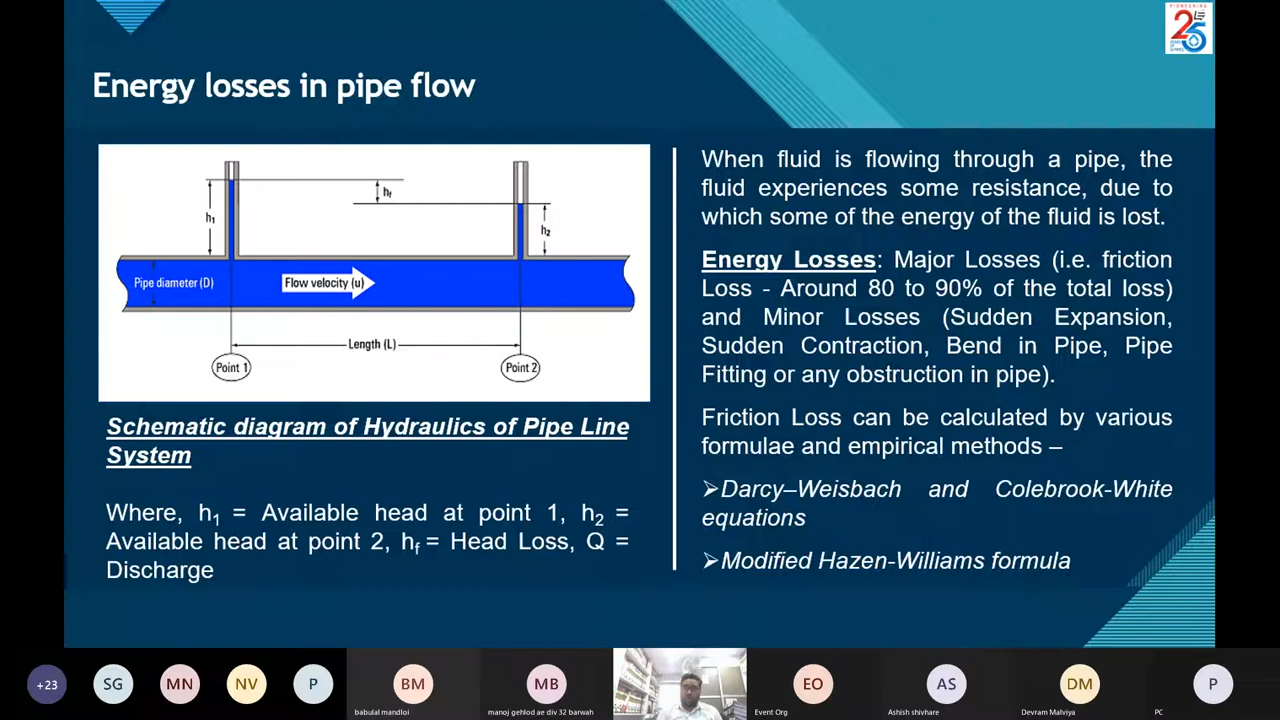 PIONEERING
25
Energy losses in pipe flow
h1
hf
h2
Pipe diameter (D)
Flow velocity (u)
Length (L)
Point 1
Point 2
Schematic diagram of Hydraulics of Pipe Line
System
Where, h1 = Available head at point 1, h2 =
Available head at point 2, hf = Head Loss, Q =
Discharge
When fluid is flowing through a pipe, the
fluid experiences some resistance, due to
which some of the energy of the fluid is lost.
Energy Losses: Major Losses (i.e. friction
Loss - Around 80 to 90% of the total loss)
and Minor Losses (Sudden Expansion,
Sudden Contraction, Bend in Pipe, Pipe
Fitting or any obstruction in pipe).
Friction Loss can be calculated by various
formulae and empirical methods –
➢Darcy–Weisbach and Colebrook-White
equations
➢Modified Hazen-Williams formula
+23
SG
MN
NV
P
BM
babulal mandloi
MB
manoj gehlod ae div 32 barwah
EO
Event Org
AS
Ashish shivhare
DM
Devram Malviya
P
PC